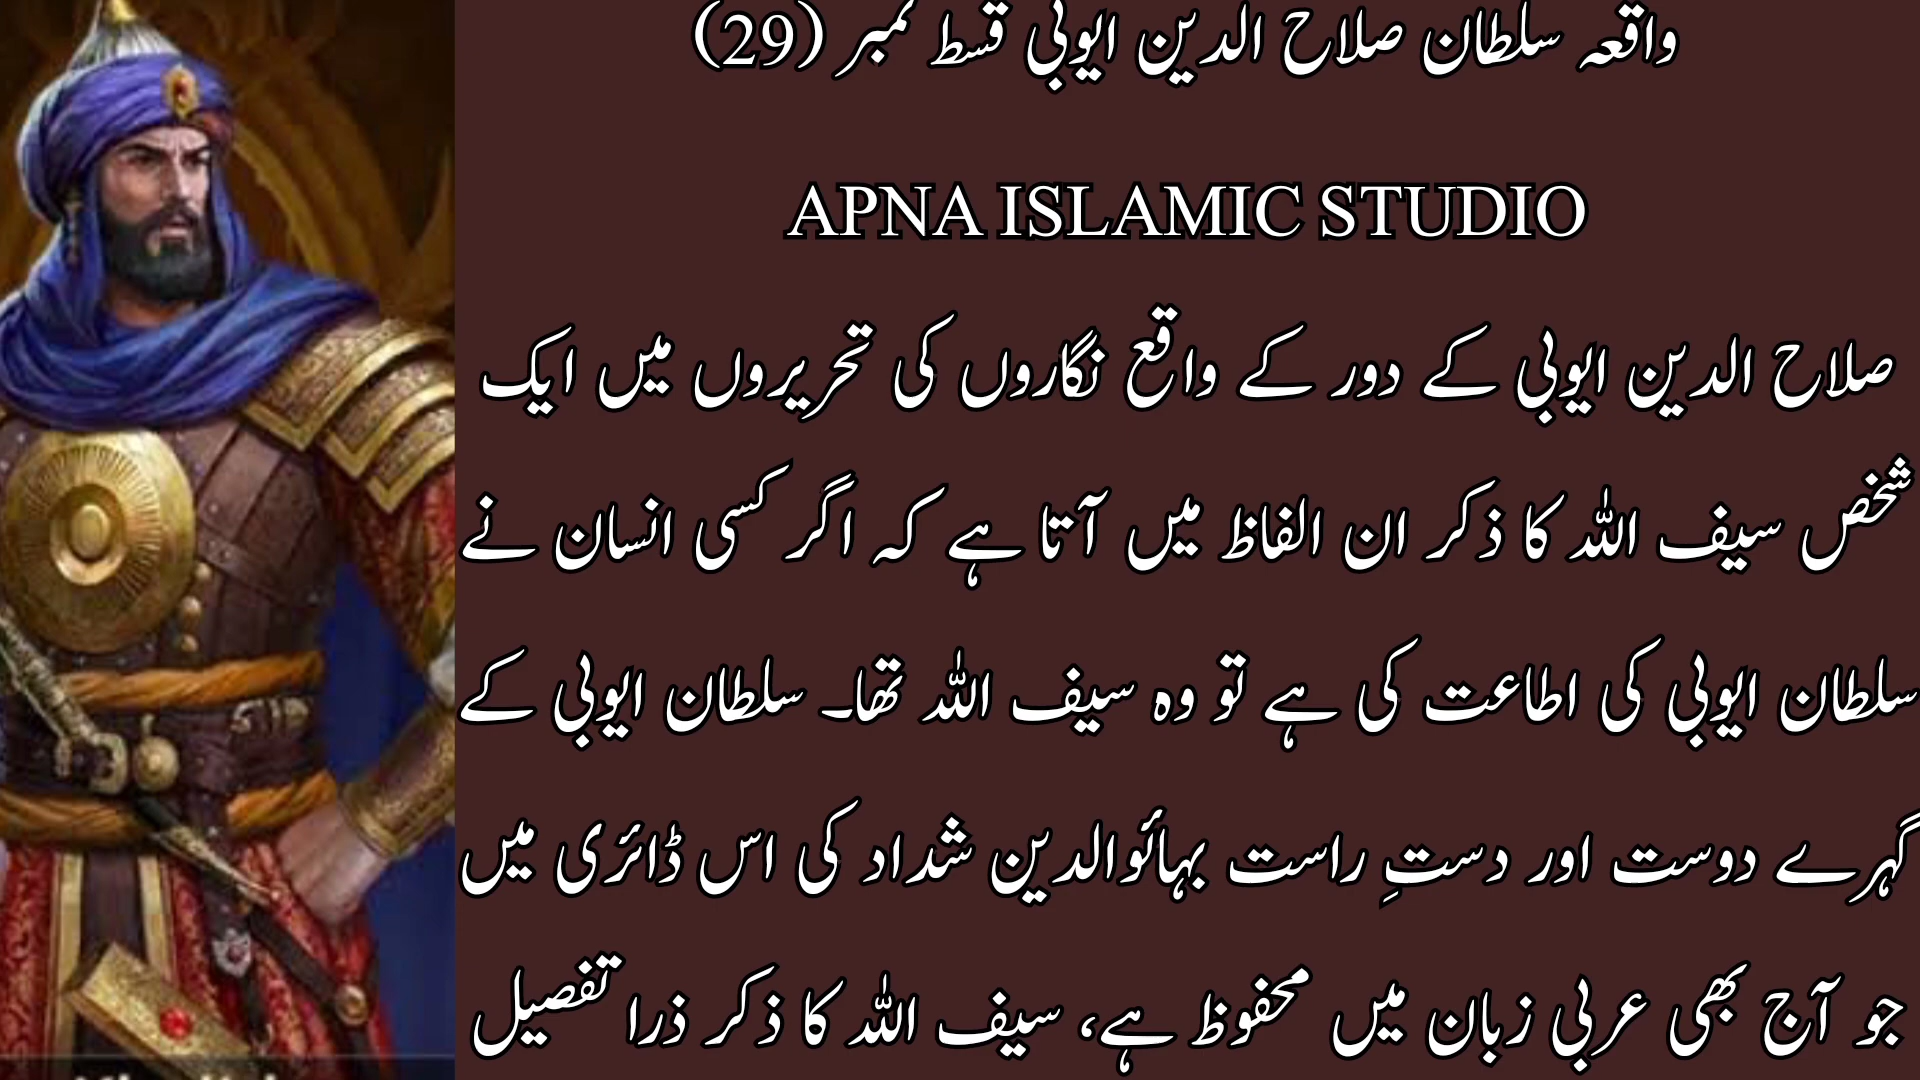 واقعہ سلطان صلاح الدین ایوبی قسط نمبر (29)
APNA ISLAMIC STUDIO
صلاح الدین ایوبی کے دور کے واقع نگاروں کی تحریروں میں ایک
شخص سیف اللہ کا ذکر ان الفاظ میں آتا ہے کہ اگر کسی انسان نے
سلطان ایوبی کی اطاعت کی ہے تو وہ سیف اللہ تھا۔ سلطان ایوبی کے
گہرے دوست اور دستِ راست بہائوالدین شداد کی اس ڈائری میں
جو آج بھی عربی زبان میں محفوظ ہے، سیف اللہ کا ذکر ذرا تفصیل